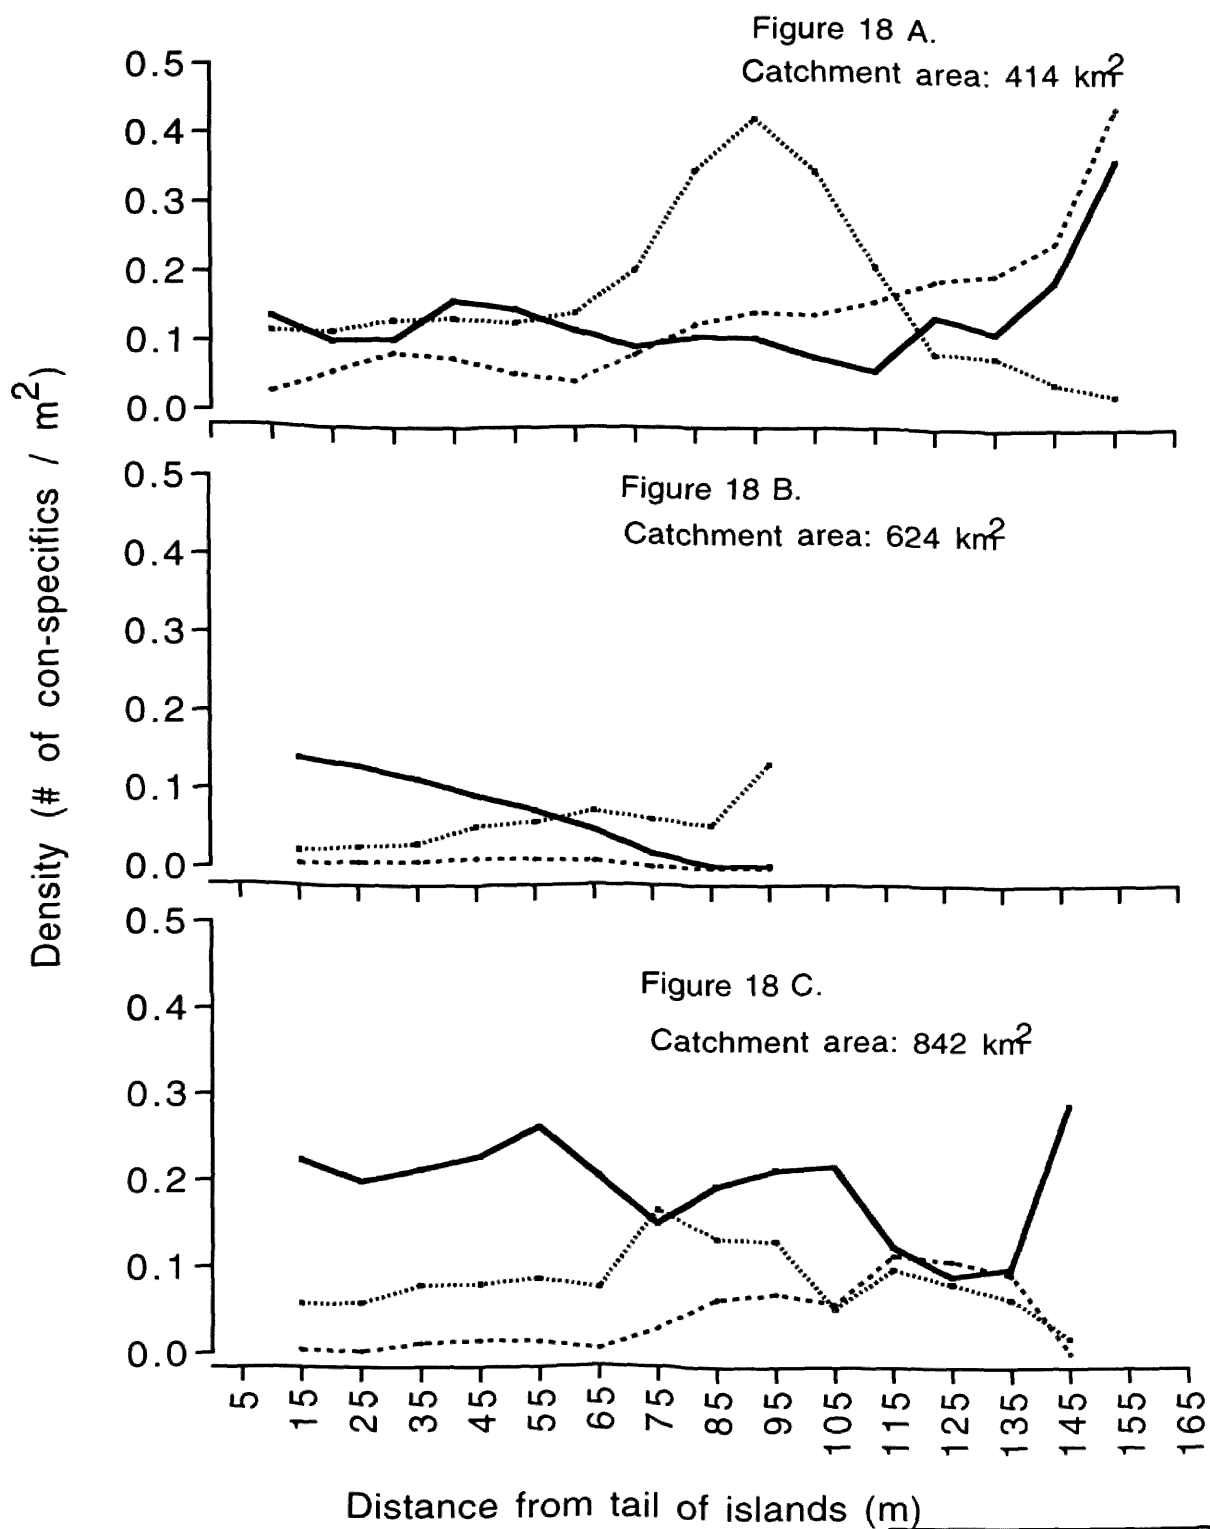 Figure 18 A.
Catchment area: 414 km2
0.5
0.4
0.3
0.2
0.1
0.0
Figure 18 B.
Catchment area: 624 km2
0.5
0.4
0.3
0.2
0.1
0.0
Figure 18 C.
Catchment area: 842 km2
0.5
0.4
0.3
0.2
0.1
0.0
5 15 25 35 45 55 65 75 85 95 105 115 125 135 145 155 165
Distance from tail of islands (m)
Density (# of con-specifics / m2)